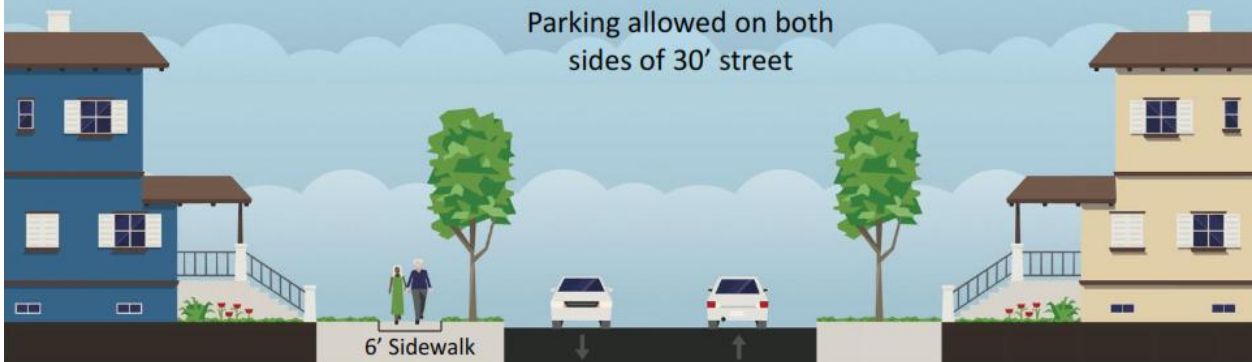 Parking allowed on both
sides of 30’ street
6’ Sidewalk